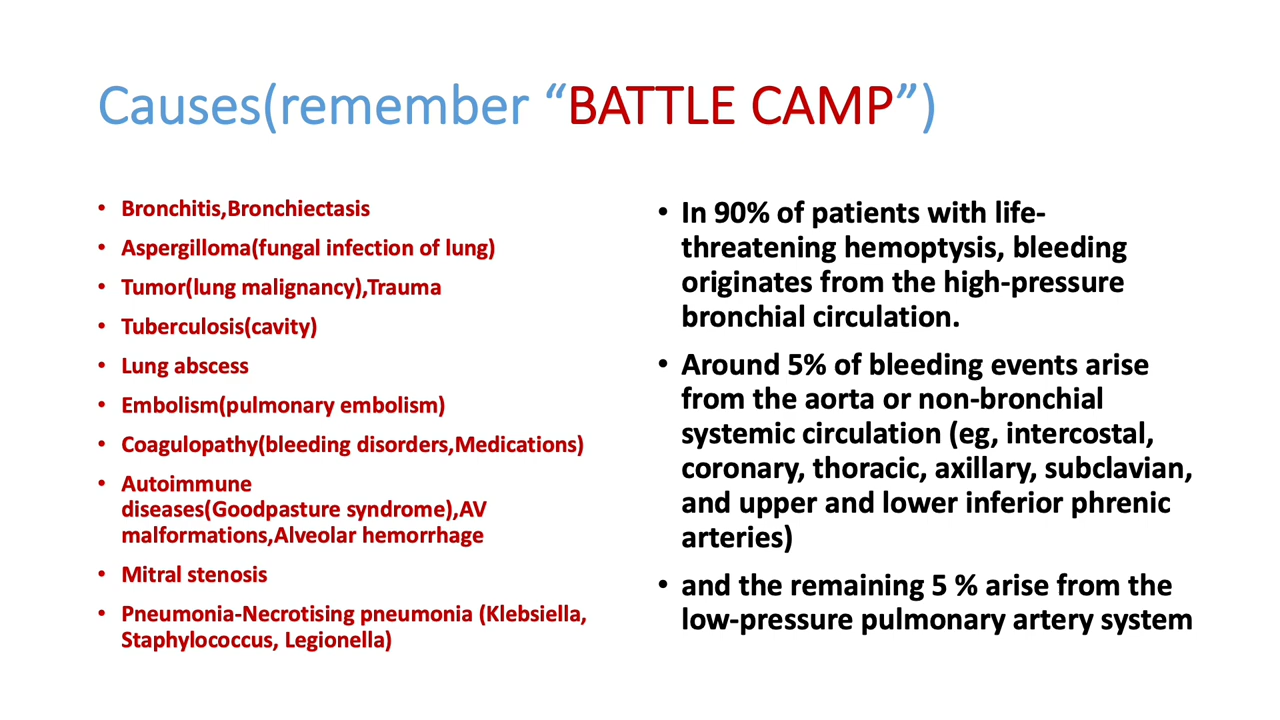 Causes(remember “BATTLE CAMP”)
• Bronchitis,Bronchiectasis
• Aspergilloma(fungal infection of lung)
• Tumor(lung malignancy),Trauma
• Tuberculosis(cavity)
• Lung abscess
• Embolism(pulmonary embolism)
• Coagulopathy(bleeding disorders,Medications)
• Autoimmune
diseases(Goodpasture syndrome),AV
malformations,Alveolar hemorrhage
• Mitral stenosis
• Pneumonia-Necrotising pneumonia (Klebsiella,
Staphylococcus, Legionella)
• In 90% of patients with life-
threatening hemoptysis, bleeding
originates from the high-pressure
bronchial circulation.
• Around 5% of bleeding events arise
from the aorta or non-bronchial
systemic circulation (eg, intercostal,
coronary, thoracic, axillary, subclavian,
and upper and lower inferior phrenic
arteries)
• and the remaining 5 % arise from the
low-pressure pulmonary artery system